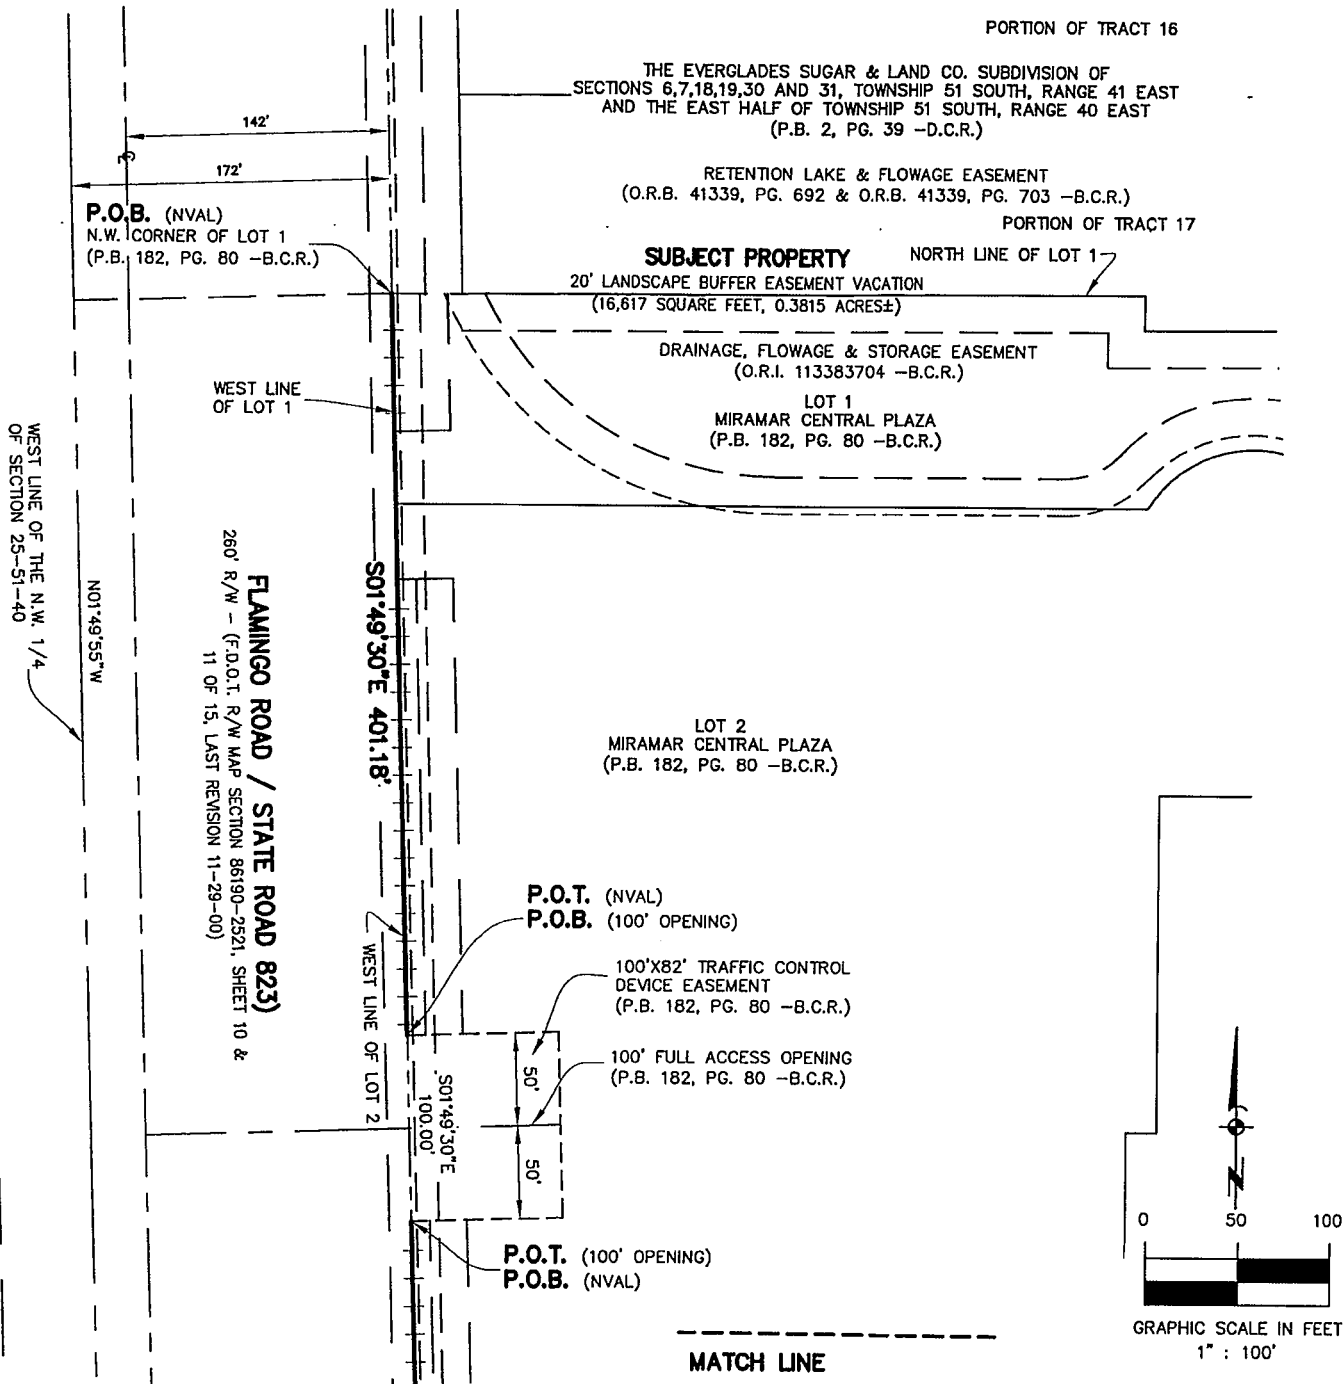 PORTION OF TRACT 16
THE EVERGLADES SUGAR & LAND CO. SUBDIVISION OF
SECTIONS 6,7,18,19,30 AND 31, TOWNSHIP 51 SOUTH, RANGE 41 EAST
AND THE EAST HALF OF TOWNSHIP 51 SOUTH, RANGE 40 EAST
(P.B. 2, PG. 39 -D.C.R.)
142'
172'
RETENTION LAKE & FLOWAGE EASEMENT
(O.R.B. 41339, PG. 692 & O.R.B. 41339, PG. 703 -B.C.R.)
PORTION OF TRACT 17
P.O.B. (NVAL)
N.W. CORNER OF LOT 1
(P.B. 182, PG. 80 -B.C.R.)
SUBJECT PROPERTY
NORTH LINE OF LOT 1
20' LANDSCAPE BUFFER EASEMENT VACATION
(16,617 SQUARE FEET, 0.3815 ACRES±)
DRAINAGE, FLOWAGE & STORAGE EASEMENT
(O.R.I. 113383704 -B.C.R.)
WEST LINE
OF LOT 1
LOT 1
MIRAMAR CENTRAL PLAZA
(P.B. 182, PG. 80 -B.C.R.)
WEST LINE OF THE N.W. 1/4
OF SECTION 25-51-40
N01°49'55"W
FLAMINGO ROAD / STATE ROAD 823)
260' R/W - (F.D.O.T. R/W MAP SECTION 86190-2521, SHEET 10 &
11 OF 15, LAST REVISION 11-29-00)
S01°49'30"E 401.18'
LOT 2
MIRAMAR CENTRAL PLAZA
(P.B. 182, PG. 80 -B.C.R.)
P.O.T. (NVAL)
P.O.B. (100' OPENING)
WEST LINE OF LOT 2
100'X82' TRAFFIC CONTROL
DEVICE EASEMENT
(P.B. 182, PG. 80 -B.C.R.)
100' FULL ACCESS OPENING
(P.B. 182, PG. 80 -B.C.R.)
50'
S01°49'30"E
100.00'
50'
P.O.T. (100' OPENING)
P.O.B. (NVAL)
N
0 50 100
GRAPHIC SCALE IN FEET
1" : 100'
MATCH LINE